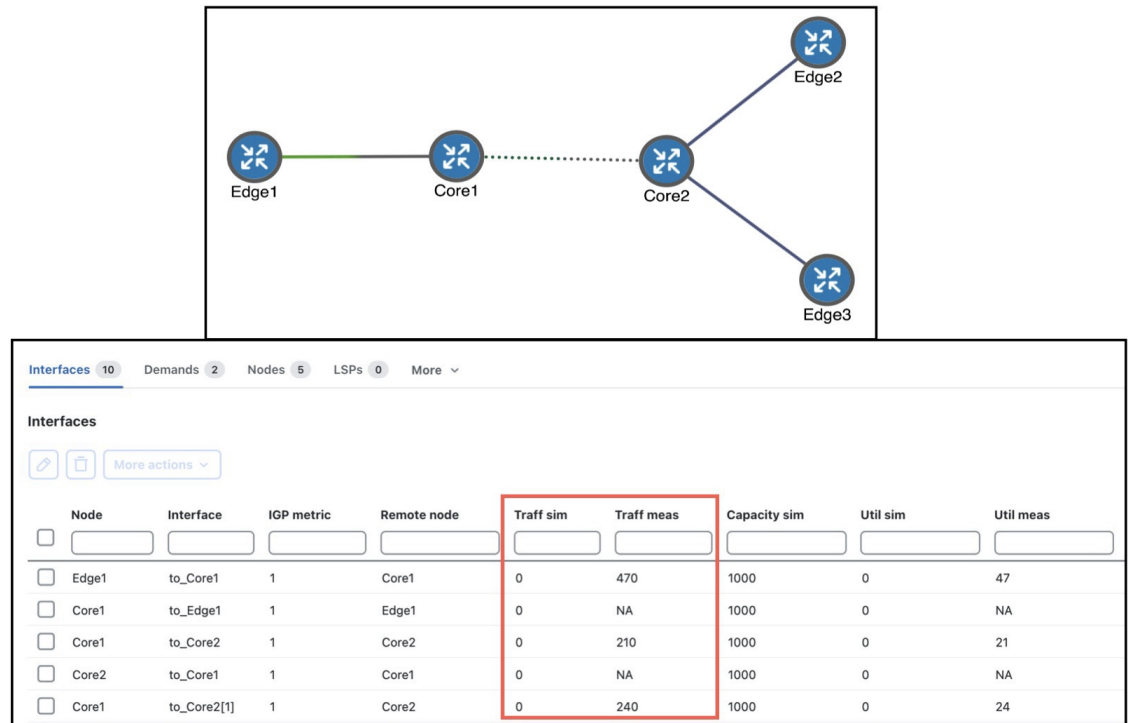 Edge2
Edge1
Core1
Core2
Edge3
Interfaces 10 Demands 2 Nodes 5 LSPs 0 More
Interfaces
More actions
Node Interface IGP metric Remote node Traff sim Traff meas Capacity sim Util sim Util meas
Edge1 to_Core1 1 Core1 0 470 1000 0 47
Core1 to_Edge1 1 Edge1 0 NA 1000 0 NA
Core1 to_Core2 1 Core2 0 210 1000 0 21
Core2 to_Core1 1 Core1 0 NA 1000 0 NA
Core1 to_Core2[1] 1 Core2 0 240 1000 0 24